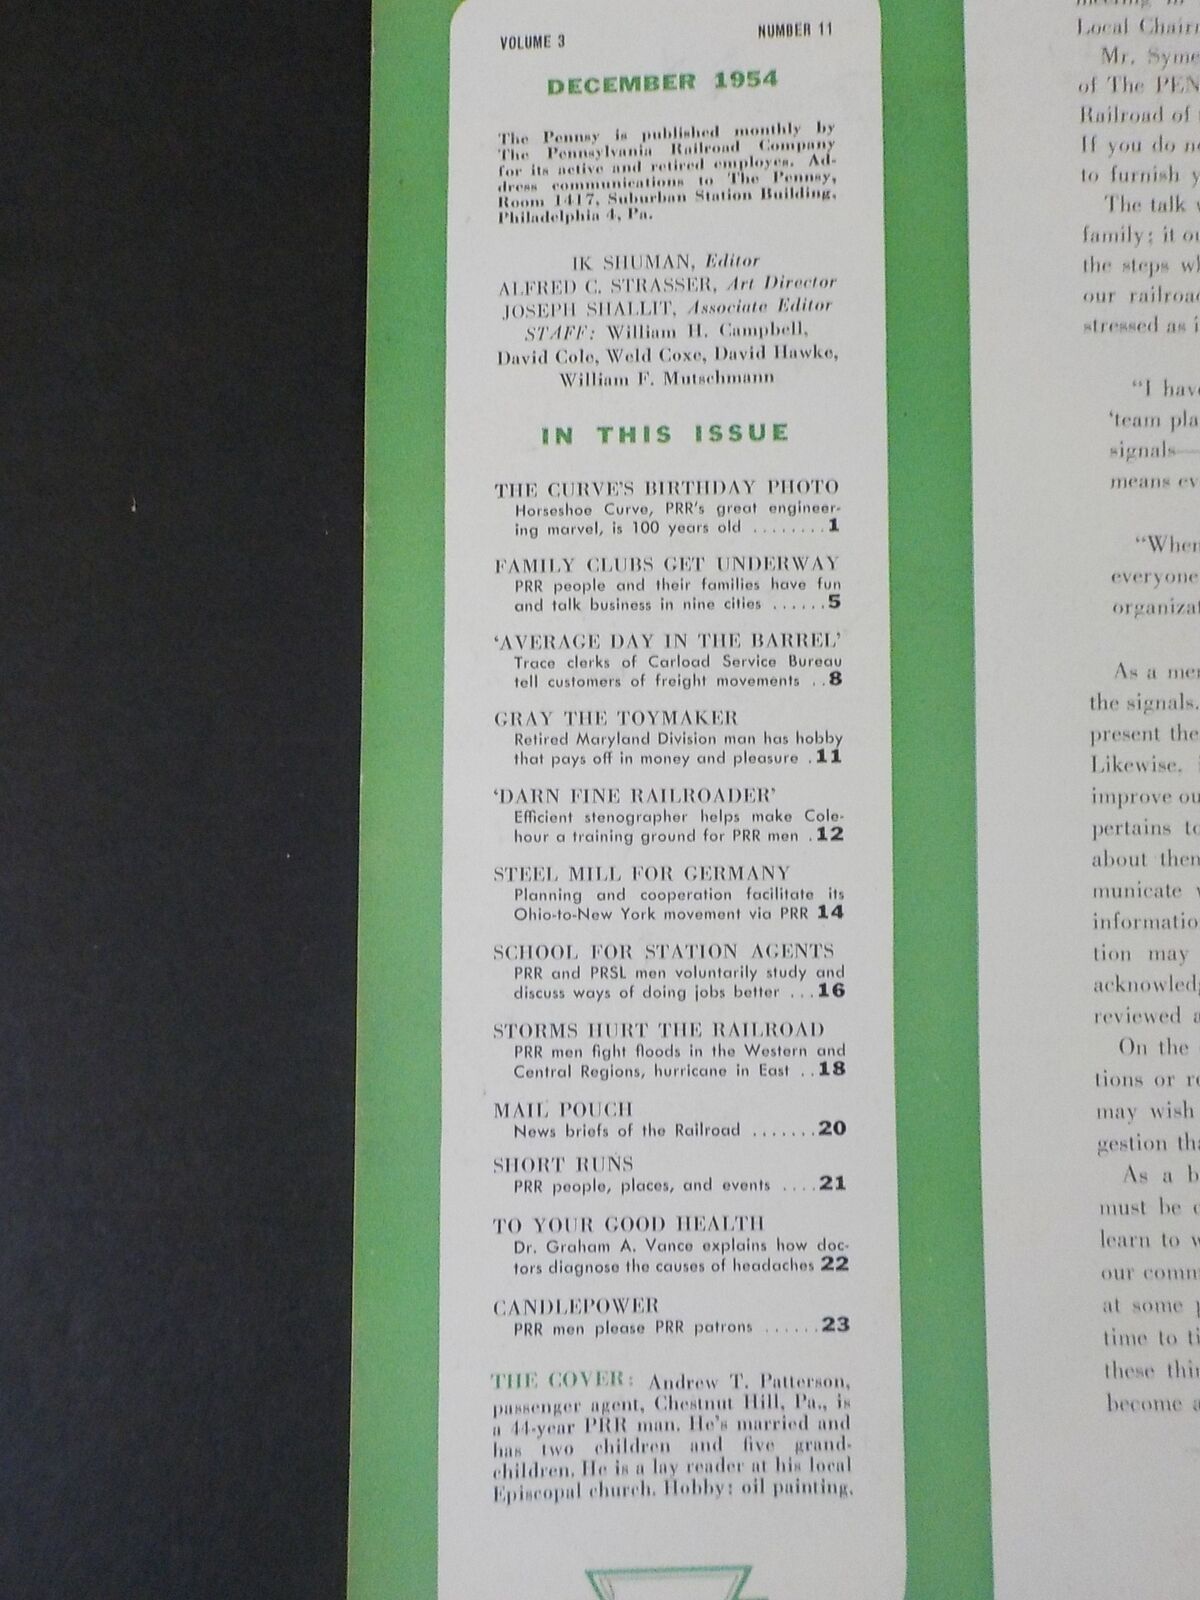 VOLUME 3
NUMBER 11
DECEMBER 1954
The Pennsy is published monthly by
The Pennsylvania Railroad Company
for its active and retired employes. Ad-
dress communications to The Pennsy,
Room 1417, Suburban Station Building,
Philadelphia 4, Pa.
IK SHUMAN, Editor
ALFRED C. STRASSER, Art Director
JOSEPH SHALLIT, Associate Editor
STAFF: William H. Campbell,
David Cole, Weld Coxe, David Hawke,
William F. Mutschmann
IN THIS ISSUE
THE CURVE'S BIRTHDAY PHOTO
Horseshoe Curve, PRR's great engineer-
ing marvel, is 100 years old ........1
FAMILY CLUBS GET UNDERWAY
PRR people and their families have fun
and talk business in nine cities ......5
'AVERAGE DAY IN THE BARREL'
Trace clerks of Carload Service Bureau
tell customers of freight movements ..8
GRAY THE TOYMAKER
Retired Maryland Division man has hobby
that pays off in money and pleasure .11
'DARN FINE RAILROADER'
Efficient stenographer helps make Cole-
hour a training ground for PRR men .12
STEEL MILL FOR GERMANY
Planning and cooperation facilitate its
Ohio-to-New York movement via PRR 14
SCHOOL FOR STATION AGENTS
PRR and PRSL men voluntarily study and
discuss ways of doing jobs better ...16
STORMS HURT THE RAILROAD
PRR men fight floods in the Western and
Central Regions, hurricane in East ..18
MAIL POUCH
News briefs of the Railroad .......20
SHORT RUNS
PRR people, places, and events ....21
TO YOUR GOOD HEALTH
Dr. Graham A. Vance explains how doc-
tors diagnose the causes of headaches 22
CANDLEPOWER
PRR men please PRR patrons ......23
THE COVER: Andrew T. Patterson,
passenger agent, Chestnut Hill, Pa., is
a 44-year PRR man. He's married and
has two children and five grand-
children. He is a lay reader at his local
Episcopal church. Hobby: oil painting.
meeting in
Local Chair
Mr. Syme
of The PEN
Railroad of
If you do no
to furnish y
The talk
family; it ou
the steps wh
our railroa
stressed as i
"I hav
'team pla
signals—
means ev
"When
everyone
organiza
As a me
the signals.
present the
Likewise,
improve ou
pertains to
about then
municate
informatio
tion may
acknowled
reviewed a
On the
tions or re
may wish
gestion tha
As a b
must be
learn to w
our comm
at some
time to ti
these thin
become a